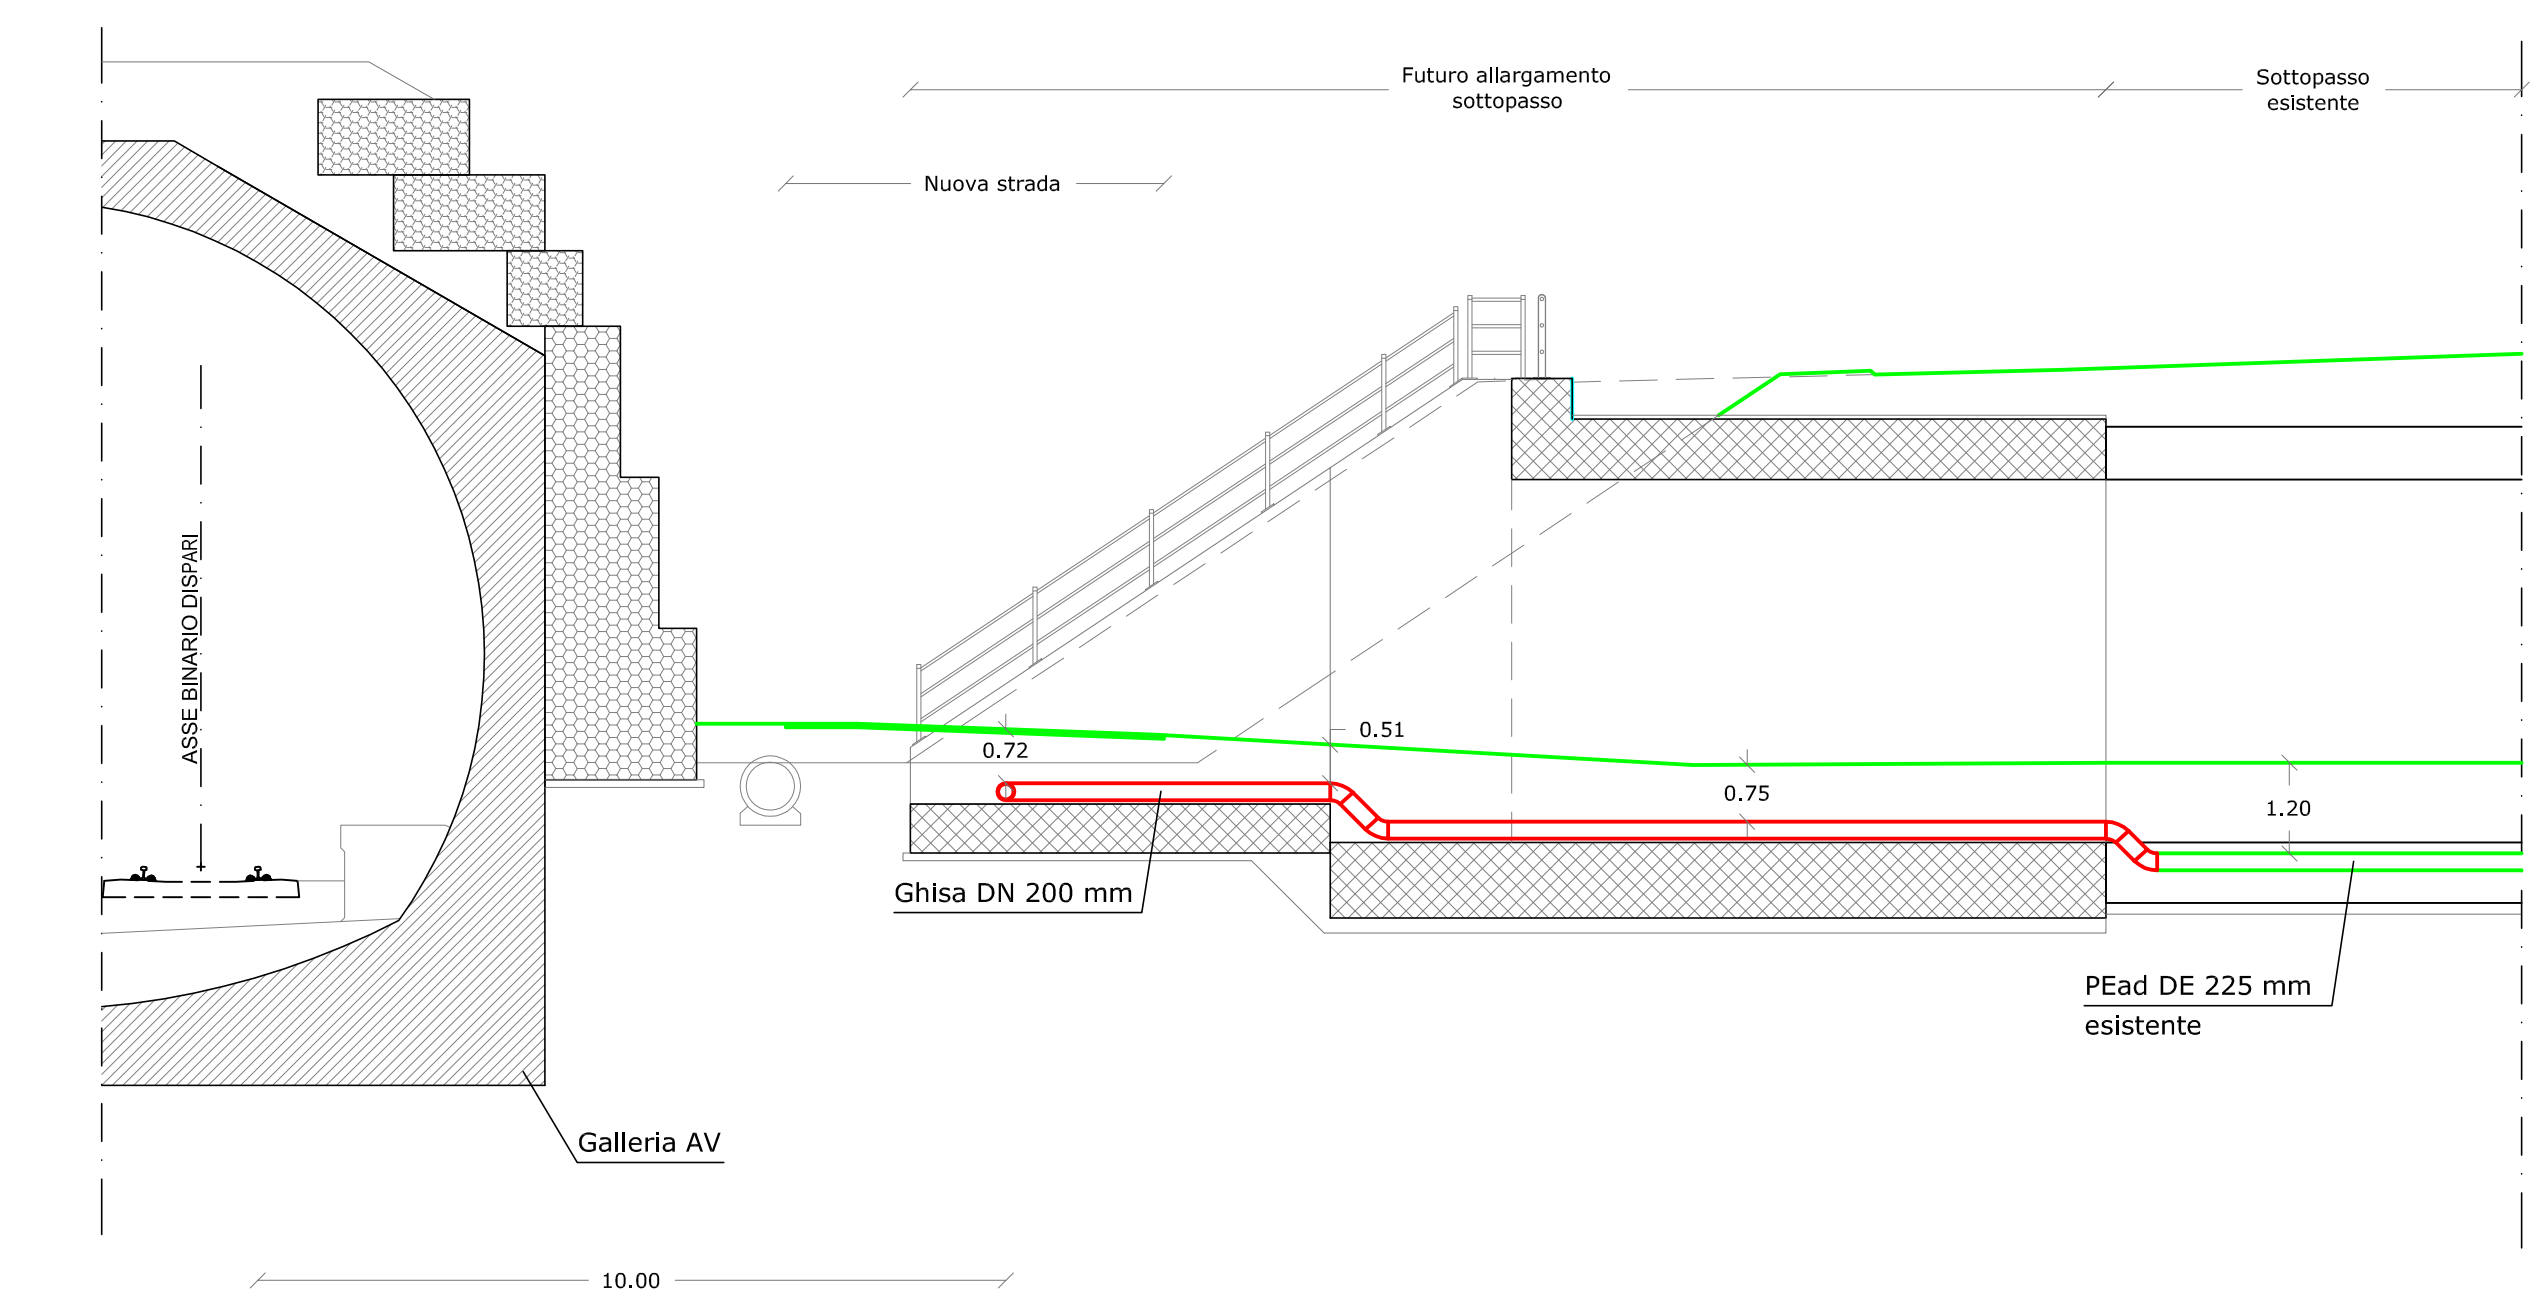 Futuro allargamento
sottopasso
Sottopasso
esistente
Nuova strada
ASSE BINARIO DISPARI
0.72
0.51
0.75
1.20
Ghisa DN 200 mm
PEad DE 225 mm
esistente
Galleria AV
10.00